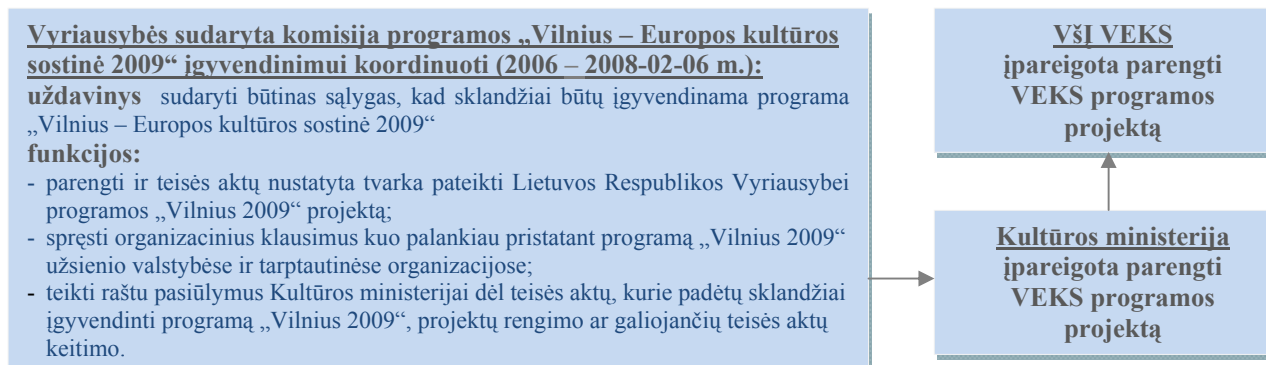 Vyriausybės sudaryta komisija programos „Vilnius – Europos kultūros
sostinė 2009“ įgyvendinimui koordinuoti (2006 – 2008-02-06 m.):
uždavinys sudaryti būtinas sąlygas, kad sklandžiai būtų įgyvendinama programa
„Vilnius – Europos kultūros sostinė 2009“
funkcijos:
- parengti ir teisės aktų nustatyta tvarka pateikti Lietuvos Respublikos Vyriausybei
programos „Vilnius 2009“ projektą;
- spręsti organizacinius klausimus kuo palankiau pristatant programą „Vilnius 2009“
užsienio valstybėse ir tarptautinėse organizacijose;
- teikti raštu pasiūlymus Kultūros ministerijai dėl teisės aktų, kurie padėtų sklandžiai
įgyvendinti programą „Vilnius 2009“, projektų rengimo ar galiojančių teisės aktų
keitimo.
VšĮ VEKS
įpareigota parengti
VEKS programos
projektą
Kultūros ministerija
įpareigota parengti
VEKS programos
projektą